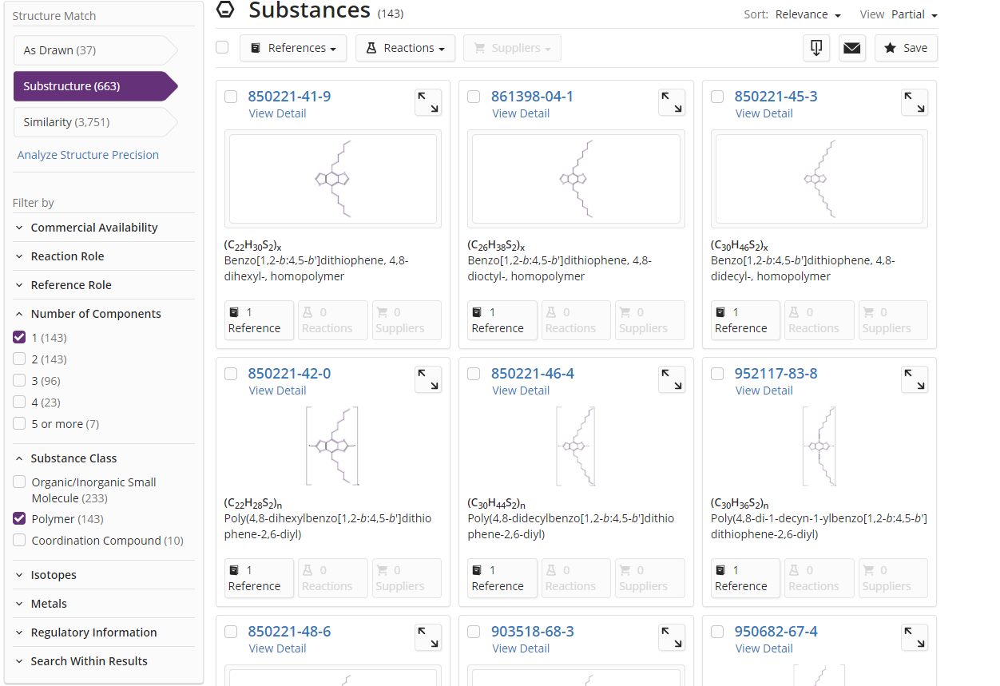 Structure Match
As Drawn (37)
Substructure (663)
Similarity (3,751)
Analyze Structure Precision
Filter by
Commercial Availability
Reaction Role
Reference Role
Number of Components
1 (143)
2 (143)
3 (96)
4 (23)
5 or more (7)
Substance Class
Organic/Inorganic Small
Molecule (233)
Polymer (143)
Coordination Compound (10)
Isotopes
Metals
Regulatory Information
Search Within Results
Substances (143)
Sort: Relevance View Partial
References Reactions Suppliers Save
850221-41-9
View Detail
(C22H30S2)x
Benzo[1,2-b:4,5-b']dithiophene, 4,8-
dihexyl-, homopolymer
1 Reference
0 Reactions
0 Suppliers
861398-04-1
View Detail
(C26H38S2)x
Benzo[1,2-b:4,5-b']dithiophene, 4,8-
dioctyl-, homopolymer
1 Reference
0 Reactions
0 Suppliers
850221-45-3
View Detail
(C30H46S2)x
Benzo[1,2-b:4,5-b']dithiophene, 4,8-
didecyl-, homopolymer
1 Reference
0 Reactions
0 Suppliers
850221-42-0
View Detail
(C22H28S2)n
Poly(4,8-dihexylbenzo[1,2-b:4,5-b']dithio
phene-2,6-diyl)
1 Reference
0 Reactions
0 Suppliers
850221-46-4
View Detail
(C30H44S2)n
Poly(4,8-didecylbenzo[1,2-b:4,5-b']dithio
phene-2,6-diyl)
1 Reference
0 Reactions
0 Suppliers
952117-83-8
View Detail
(C30H36S2)n
Poly(4,8-di-1-decyn-1-ylbenzo[1,2-b:4,5-b']
dithiophene-2,6-diyl)
1 Reference
0 Reactions
0 Suppliers
850221-48-6
View Detail
903518-68-3
View Detail
950682-67-4
View Detail